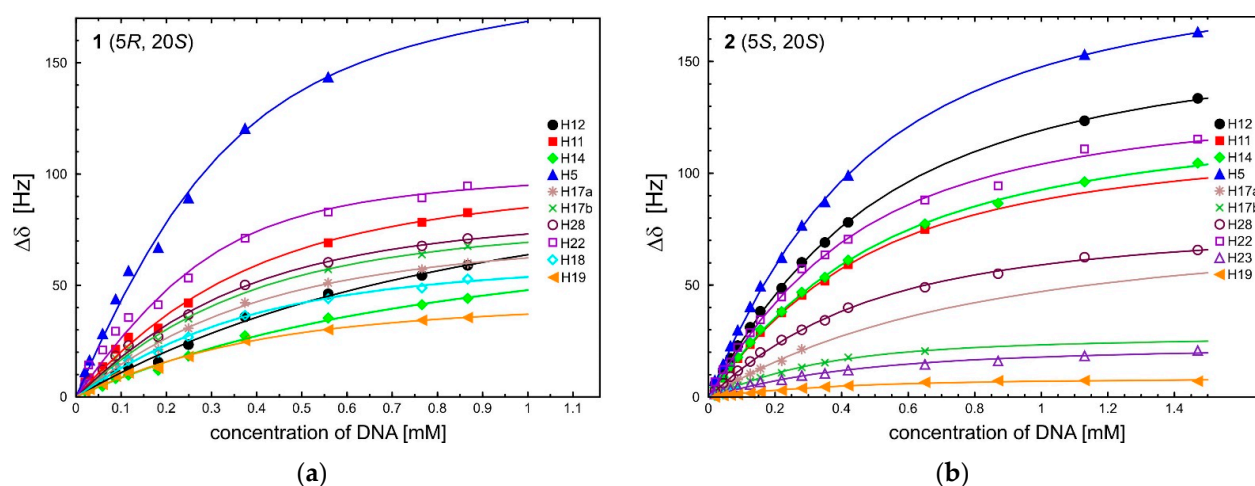 1 (5R, 20S)
150
100
50
0
Δδ [Hz]
0 0.1 0.2 0.3 0.4 0.5 0.6 0.7 0.8 0.9 1 1.1
concentration of DNA [mM]
H12
H11
H14
H5
H17a
H17b
H28
H22
H18
H19
(a)
2 (5S, 20S)
150
100
50
0
Δδ [Hz]
0 0.2 0.4 0.6 0.8 1 1.2 1.4
concentration of DNA [mM]
H12
H11
H14
H5
H17a
H17b
H28
H22
H23
H19
(b)